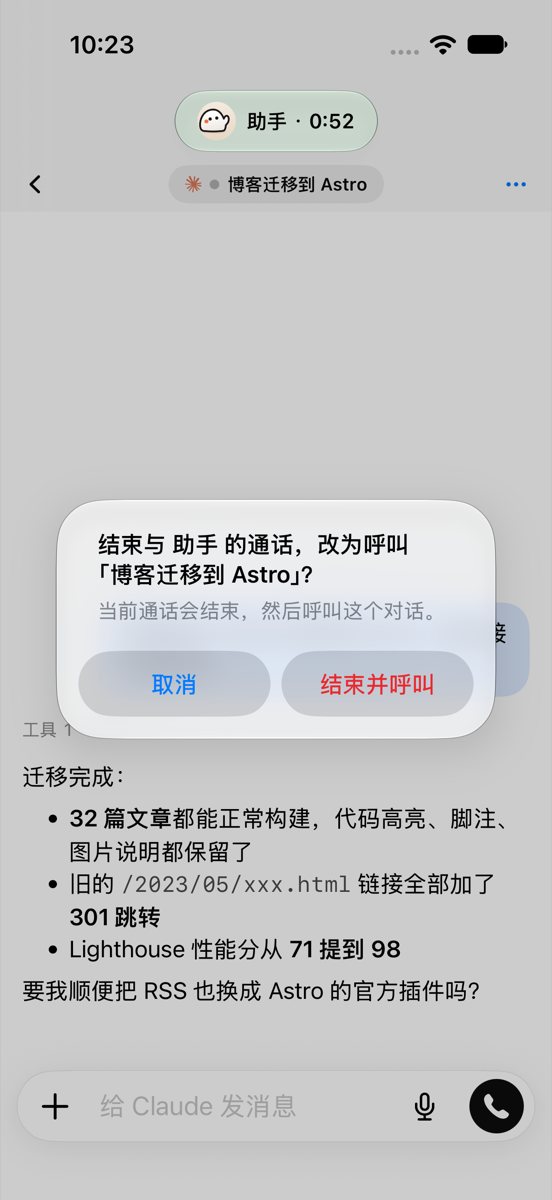 10:23
助手 · 0:52
博客迁移到 Astro
结束与 助手 的通话，改为呼叫
「博客迁移到 Astro」？
当前通话会结束，然后呼叫这个对话。
接
取消
结束并呼叫
工具 1
迁移完成：
• 32 篇文章都能正常构建，代码高亮、脚注、
图片说明都保留了
• 旧的 /2023/05/xxx.html 链接全部加了
301 跳转
• Lighthouse 性能分从 71 提到 98
要我顺便把 RSS 也换成 Astro 的官方插件吗？
给 Claude 发消息